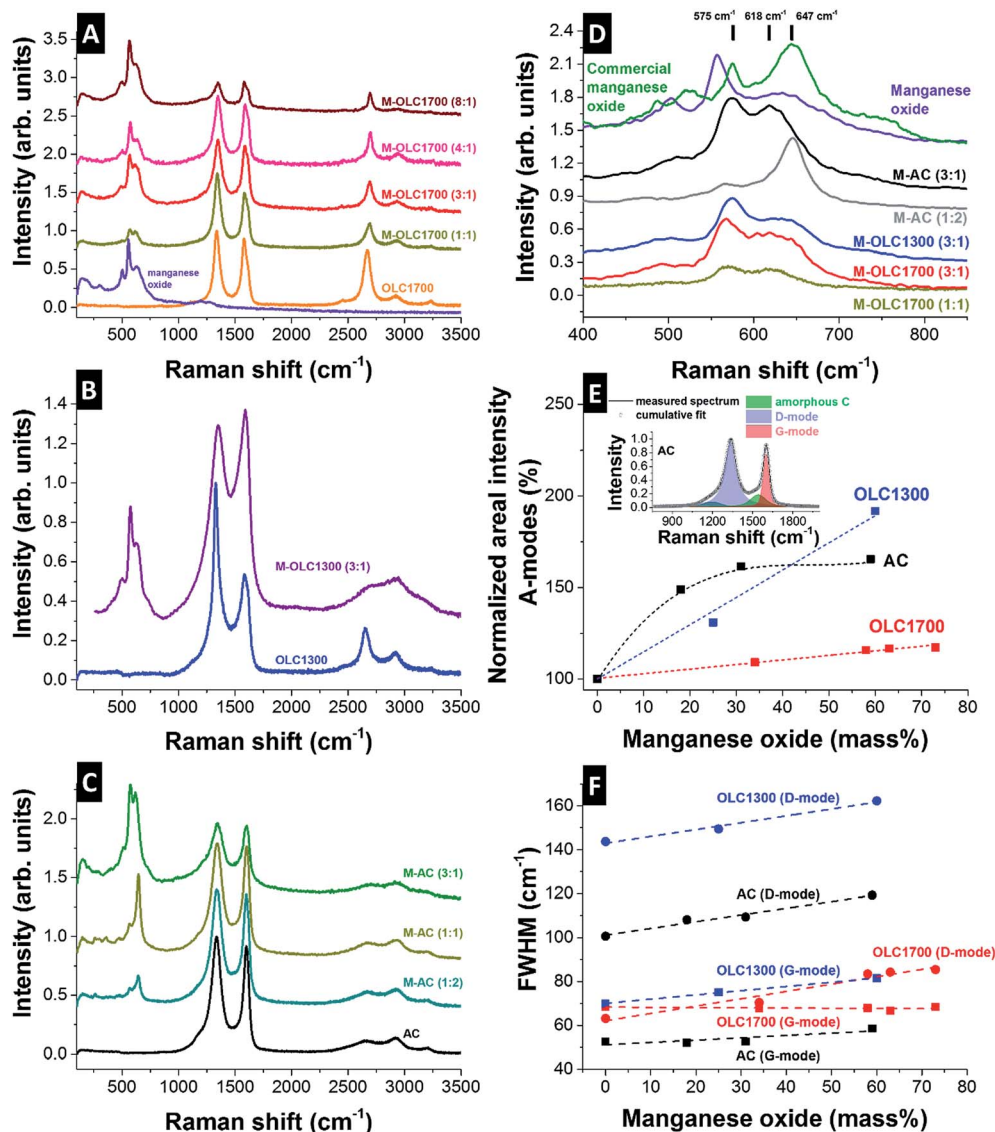 A
Intensity (arb. units)
3.5
3.0
2.5
2.0
1.5
1.0
0.5
0.0
M-OLC1700 (8:1)
M-OLC1700 (4:1)
M-OLC1700 (3:1)
M-OLC1700 (1:1)
manganese
oxide
OLC1700
500 1000 1500 2000 2500 3000 3500
Raman shift (cm-1)
D
575 cm-1 618 cm-1 647 cm-1
Intensity (arb. units)
2.4
2.1
1.8
1.5
1.2
0.9
0.6
0.3
0.0
Commercial
manganese
oxide
Manganese
oxide
M-AC (3:1)
M-AC (1:2)
M-OLC1300 (3:1)
M-OLC1700 (3:1)
M-OLC1700 (1:1)
400 500 600 700 800
Raman shift (cm-1)
B
Intensity (arb. units)
1.4
1.2
1.0
0.8
0.6
0.4
0.2
0.0
M-OLC1300 (3:1)
OLC1300
500 1000 1500 2000 2500 3000 3500
Raman shift (cm-1)
E
Normalized areal intensity
A-modes (%)
250
200
150
100
measured spectrum
cumulative fit
amorphous C
D-mode
G-mode
AC
Intensity
1.0
0.8
0.6
0.4
0.2
0.0
900 1200 1500 1800
Raman shift (cm-1)
OLC1300
AC
OLC1700
0 10 20 30 40 50 60 70 80
Manganese oxide (mass%)
C
Intensity (arb. units)
2.0
1.5
1.0
0.5
0.0
M-AC (3:1)
M-AC (1:1)
M-AC (1:2)
AC
500 1000 1500 2000 2500 3000 3500
Raman shift (cm-1)
F
FWHM (cm-1)
160
140
120
100
80
60
40
OLC1300 (D-mode)
AC (D-mode)
OLC1700 (D-mode)
OLC1300 (G-mode)
OLC1700 (G-mode)
AC (G-mode)
0 10 20 30 40 50 60 70 80
Manganese oxide (mass%)